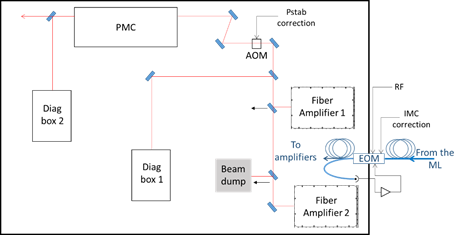 Pstab
correction
PMC
AOM
RF
Diag
box 2
Fiber
Amplifier 1
IMC
correction
To
amplifiers
EOM
From the
ML
Diag
box 1
Beam
dump
Fiber
Amplifier 2